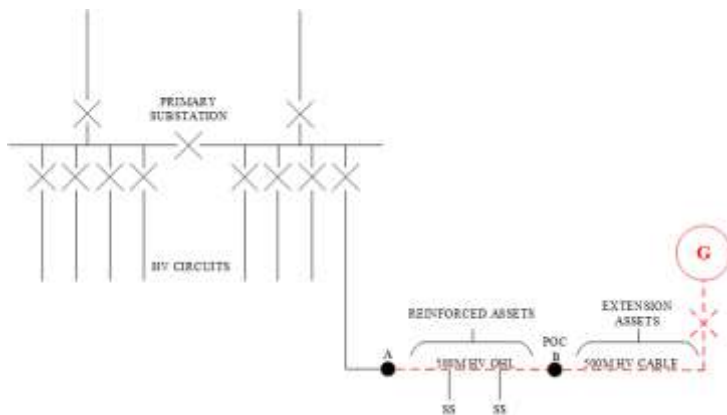 PRIMARY
SUBSTATION
HV CIRCUITS
G
REINFORCED ASSETS
EXTENSION
ASSETS
POC
A
B
500M HV OHL
500M HV CABLE
SS
SS